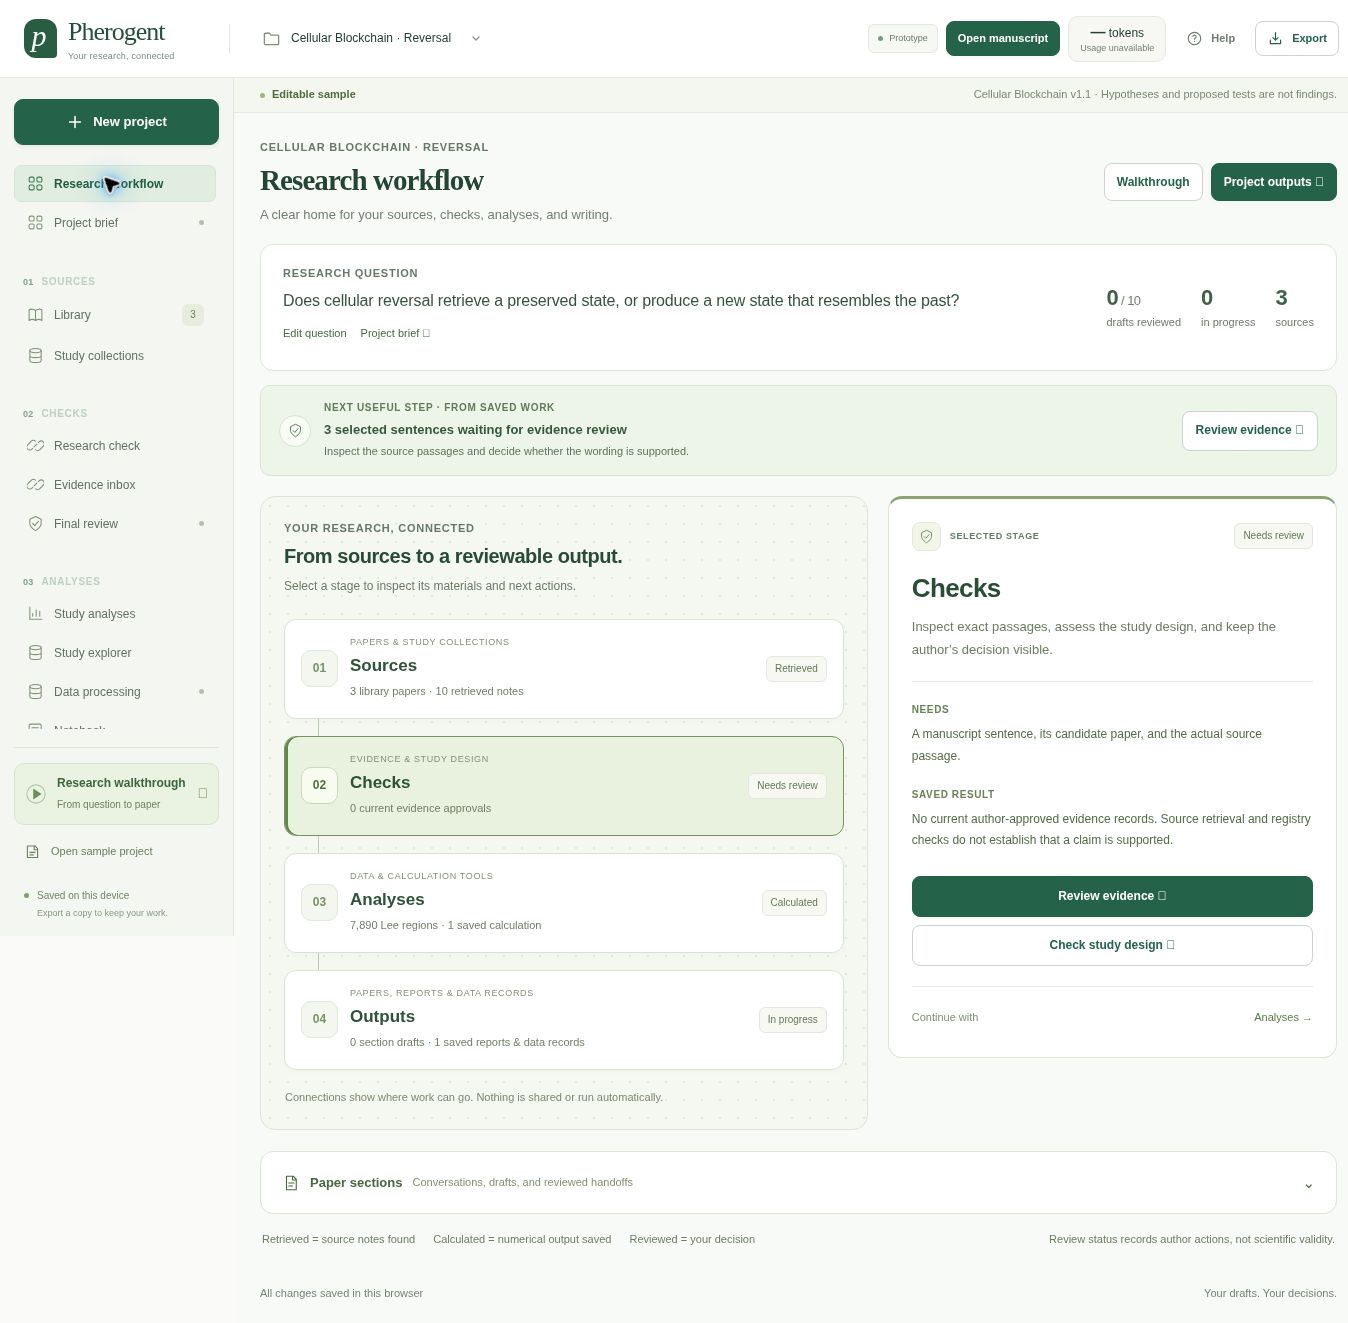 p
Pherogent
Your research, connected
Cellular Blockchain · Reversal
Prototype
Open manuscript
— tokens
Usage unavailable
Help
Export
New project
Research workflow
Project brief
01 SOURCES
Library
3
Study collections
02 CHECKS
Research check
Evidence inbox
Final review
03 ANALYSES
Study analyses
Study explorer
Data processing
Notebook
Research walkthrough
From question to paper
Open sample project
Saved on this device
Export a copy to keep your work.
Editable sample
Cellular Blockchain v1.1 · Hypotheses and proposed tests are not findings.
CELLULAR BLOCKCHAIN · REVERSAL
Research workflow
A clear home for your sources, checks, analyses, and writing.
Walkthrough
Project outputs
RESEARCH QUESTION
Does cellular reversal retrieve a preserved state, or produce a new state that resembles the past?
Edit question
Project brief
0 / 10
drafts reviewed
0
in progress
3
sources
NEXT USEFUL STEP · FROM SAVED WORK
3 selected sentences waiting for evidence review
Inspect the source passages and decide whether the wording is supported.
Review evidence
YOUR RESEARCH, CONNECTED
From sources to a reviewable output.
Select a stage to inspect its materials and next actions.
01
PAPERS & STUDY COLLECTIONS
Sources
3 library papers · 10 retrieved notes
Retrieved
02
EVIDENCE & STUDY DESIGN
Checks
0 current evidence approvals
Needs review
03
DATA & CALCULATION TOOLS
Analyses
7,890 Lee regions · 1 saved calculation
Calculated
04
PAPERS, REPORTS & DATA RECORDS
Outputs
0 section drafts · 1 saved reports & data records
In progress
Connections show where work can go. Nothing is shared or run automatically.
SELECTED STAGE
Needs review
Checks
Inspect exact passages, assess the study design, and keep the
author’s decision visible.
NEEDS
A manuscript sentence, its candidate paper, and the actual source
passage.
SAVED RESULT
No current author-approved evidence records. Source retrieval and registry
checks do not establish that a claim is supported.
Review evidence
Check study design
Continue with
Analyses →
Paper sections
Conversations, drafts, and reviewed handoffs
Retrieved = source notes found
Calculated = numerical output saved
Reviewed = your decision
Review status records author actions, not scientific validity.
All changes saved in this browser
Your drafts. Your decisions.